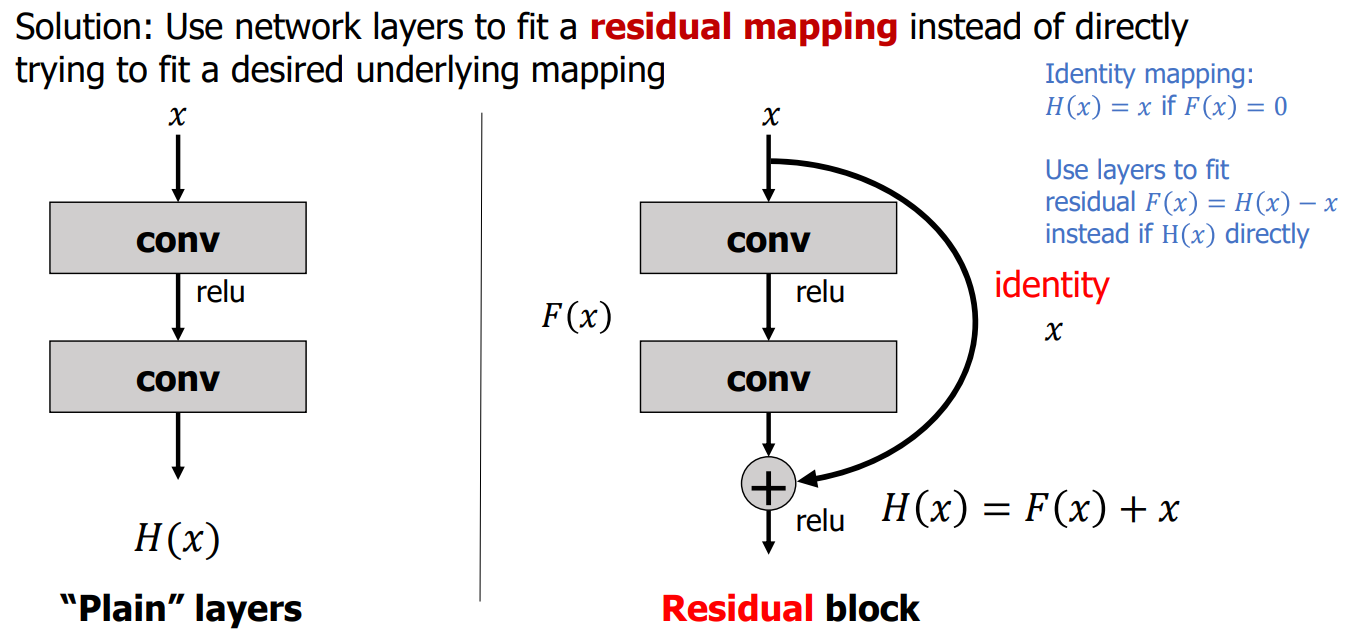 Solution: Use network layers to fit a residual mapping instead of directly
trying to fit a desired underlying mapping
Identity mapping:
H(x) = x if F(x) = 0
Use layers to fit
residual F(x) = H(x) − x
instead if H(x) directly
x
conv
relu
conv
H(x)
“Plain” layers
x
conv
relu
F(x)
conv
identity
x
+
relu
H(x) = F(x) + x
Residual block